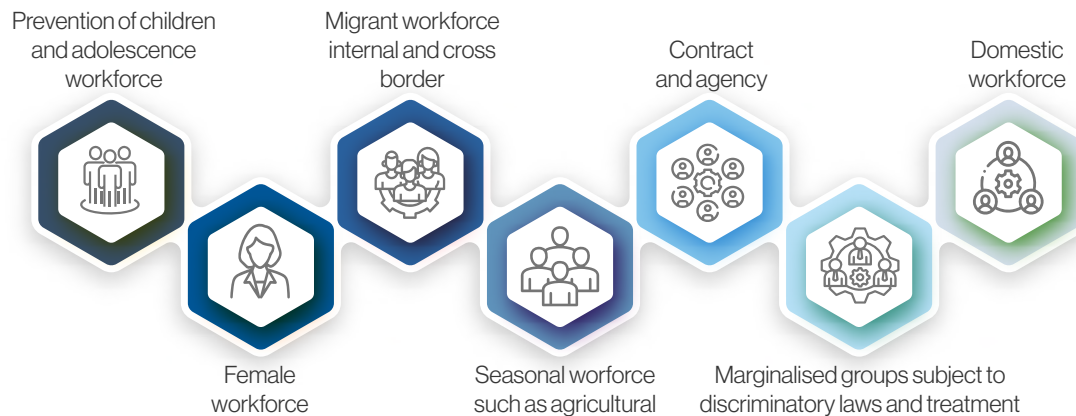 Prevention of children
and adolescence
workforce
Female
workforce
Migrant workforce
internal and cross
border
Seasonal worforce
such as agricultural
Contract
and agency
Marginalised groups subject to
discriminatory laws and treatment
Domestic
workforce